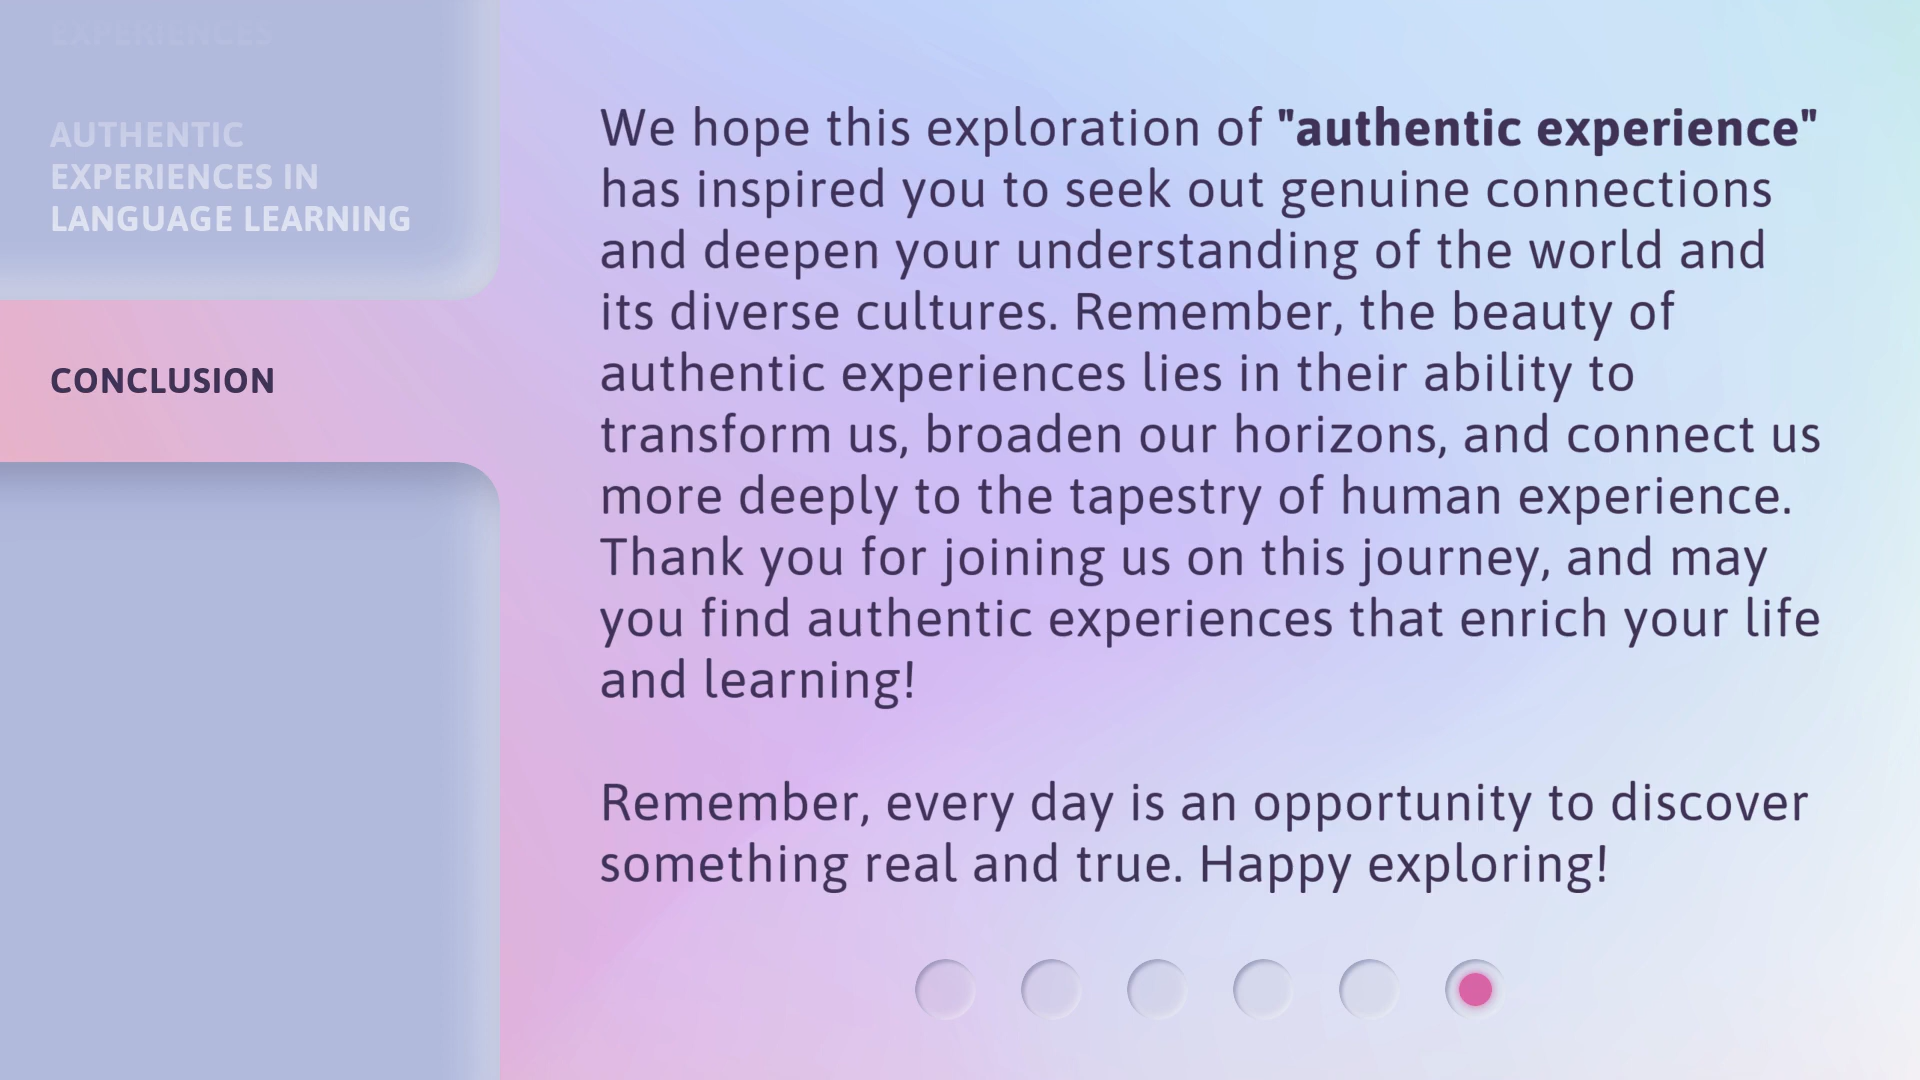 EXPERIENCES
AUTHENTIC
EXPERIENCES IN
LANGUAGE LEARNING
CONCLUSION
We hope this exploration of "authentic experience"
has inspired you to seek out genuine connections
and deepen your understanding of the world and
its diverse cultures. Remember, the beauty of
authentic experiences lies in their ability to
transform us, broaden our horizons, and connect us
more deeply to the tapestry of human experience.
Thank you for joining us on this journey, and may
you find authentic experiences that enrich your life
and learning!
Remember, every day is an opportunity to discover
something real and true. Happy exploring!